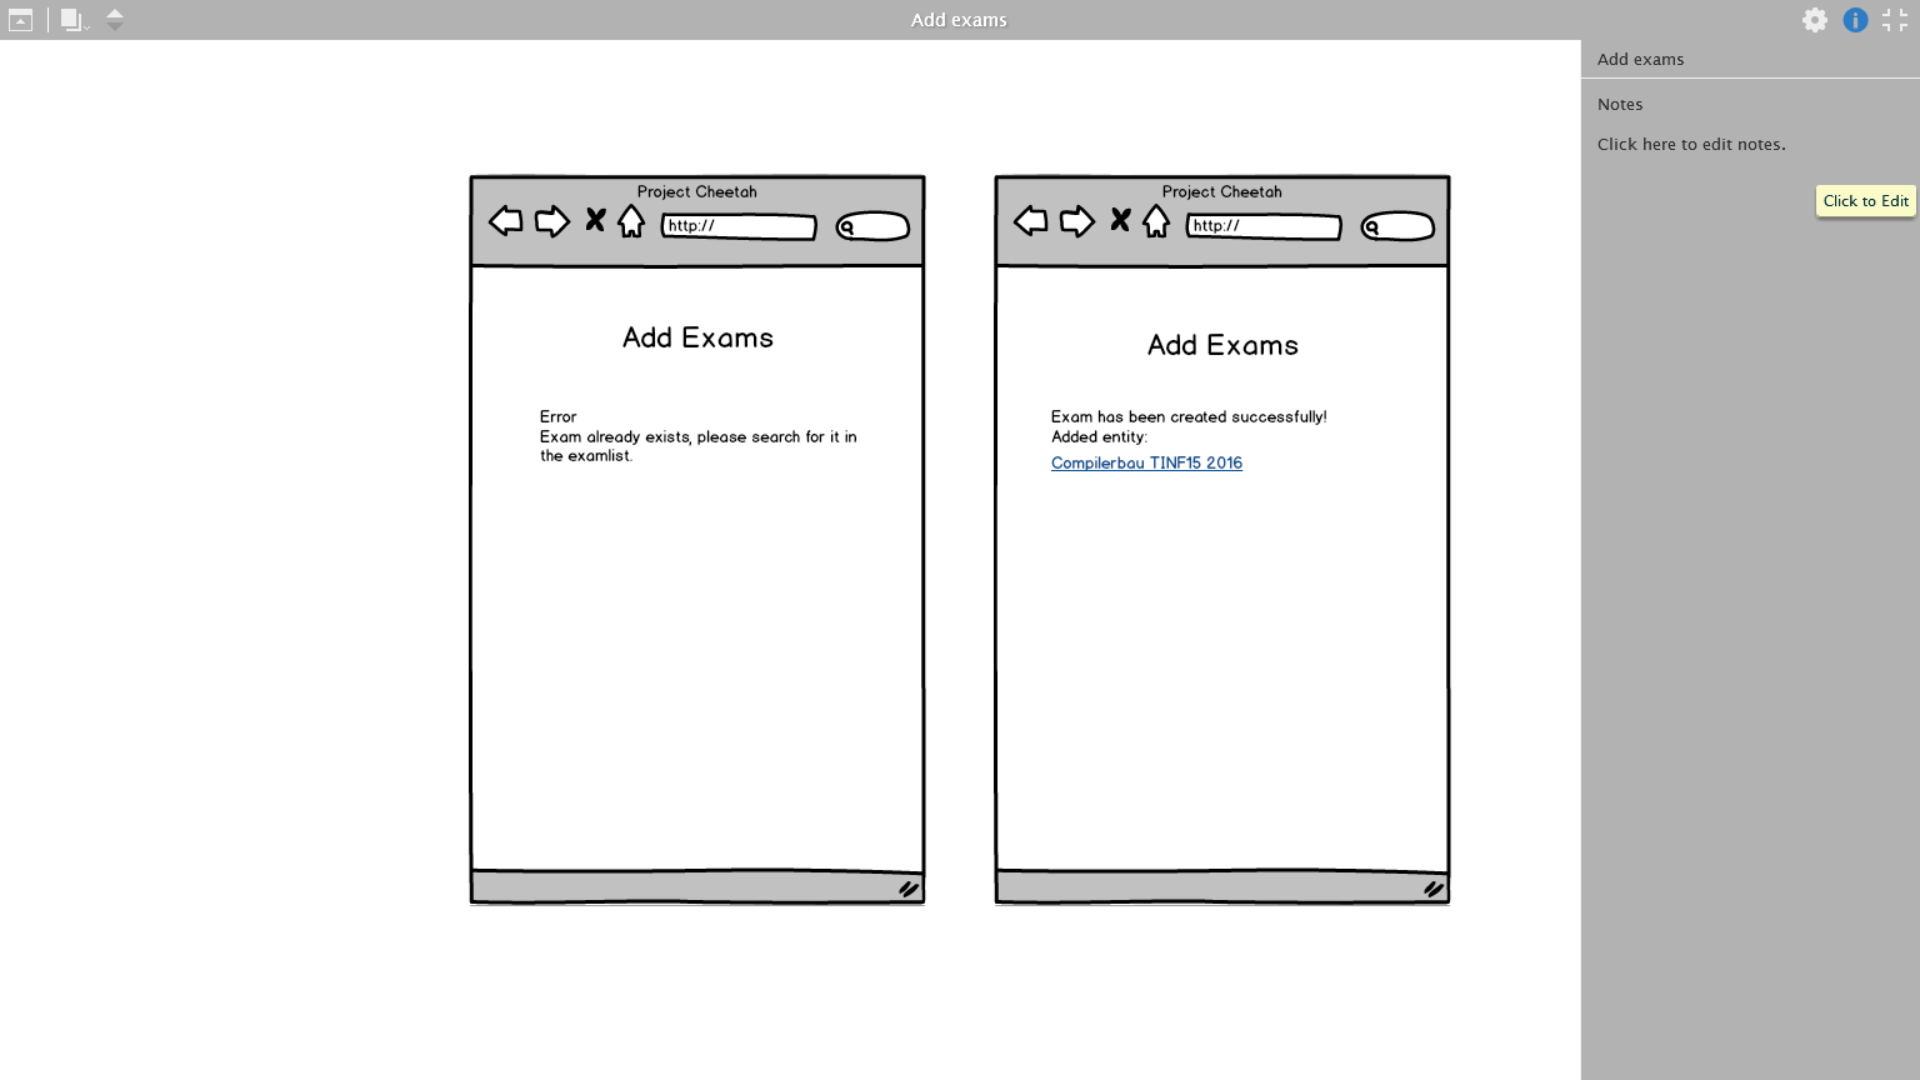 Add exams
Add exams
Notes
Click here to edit notes.
Click to Edit
Project Cheetah
http://
Add Exams
Error
Exam already exists, please search for it in
the examlist.
Project Cheetah
http://
Add Exams
Exam has been created successfully!
Added entity:
Compilerbau TINF15 2016